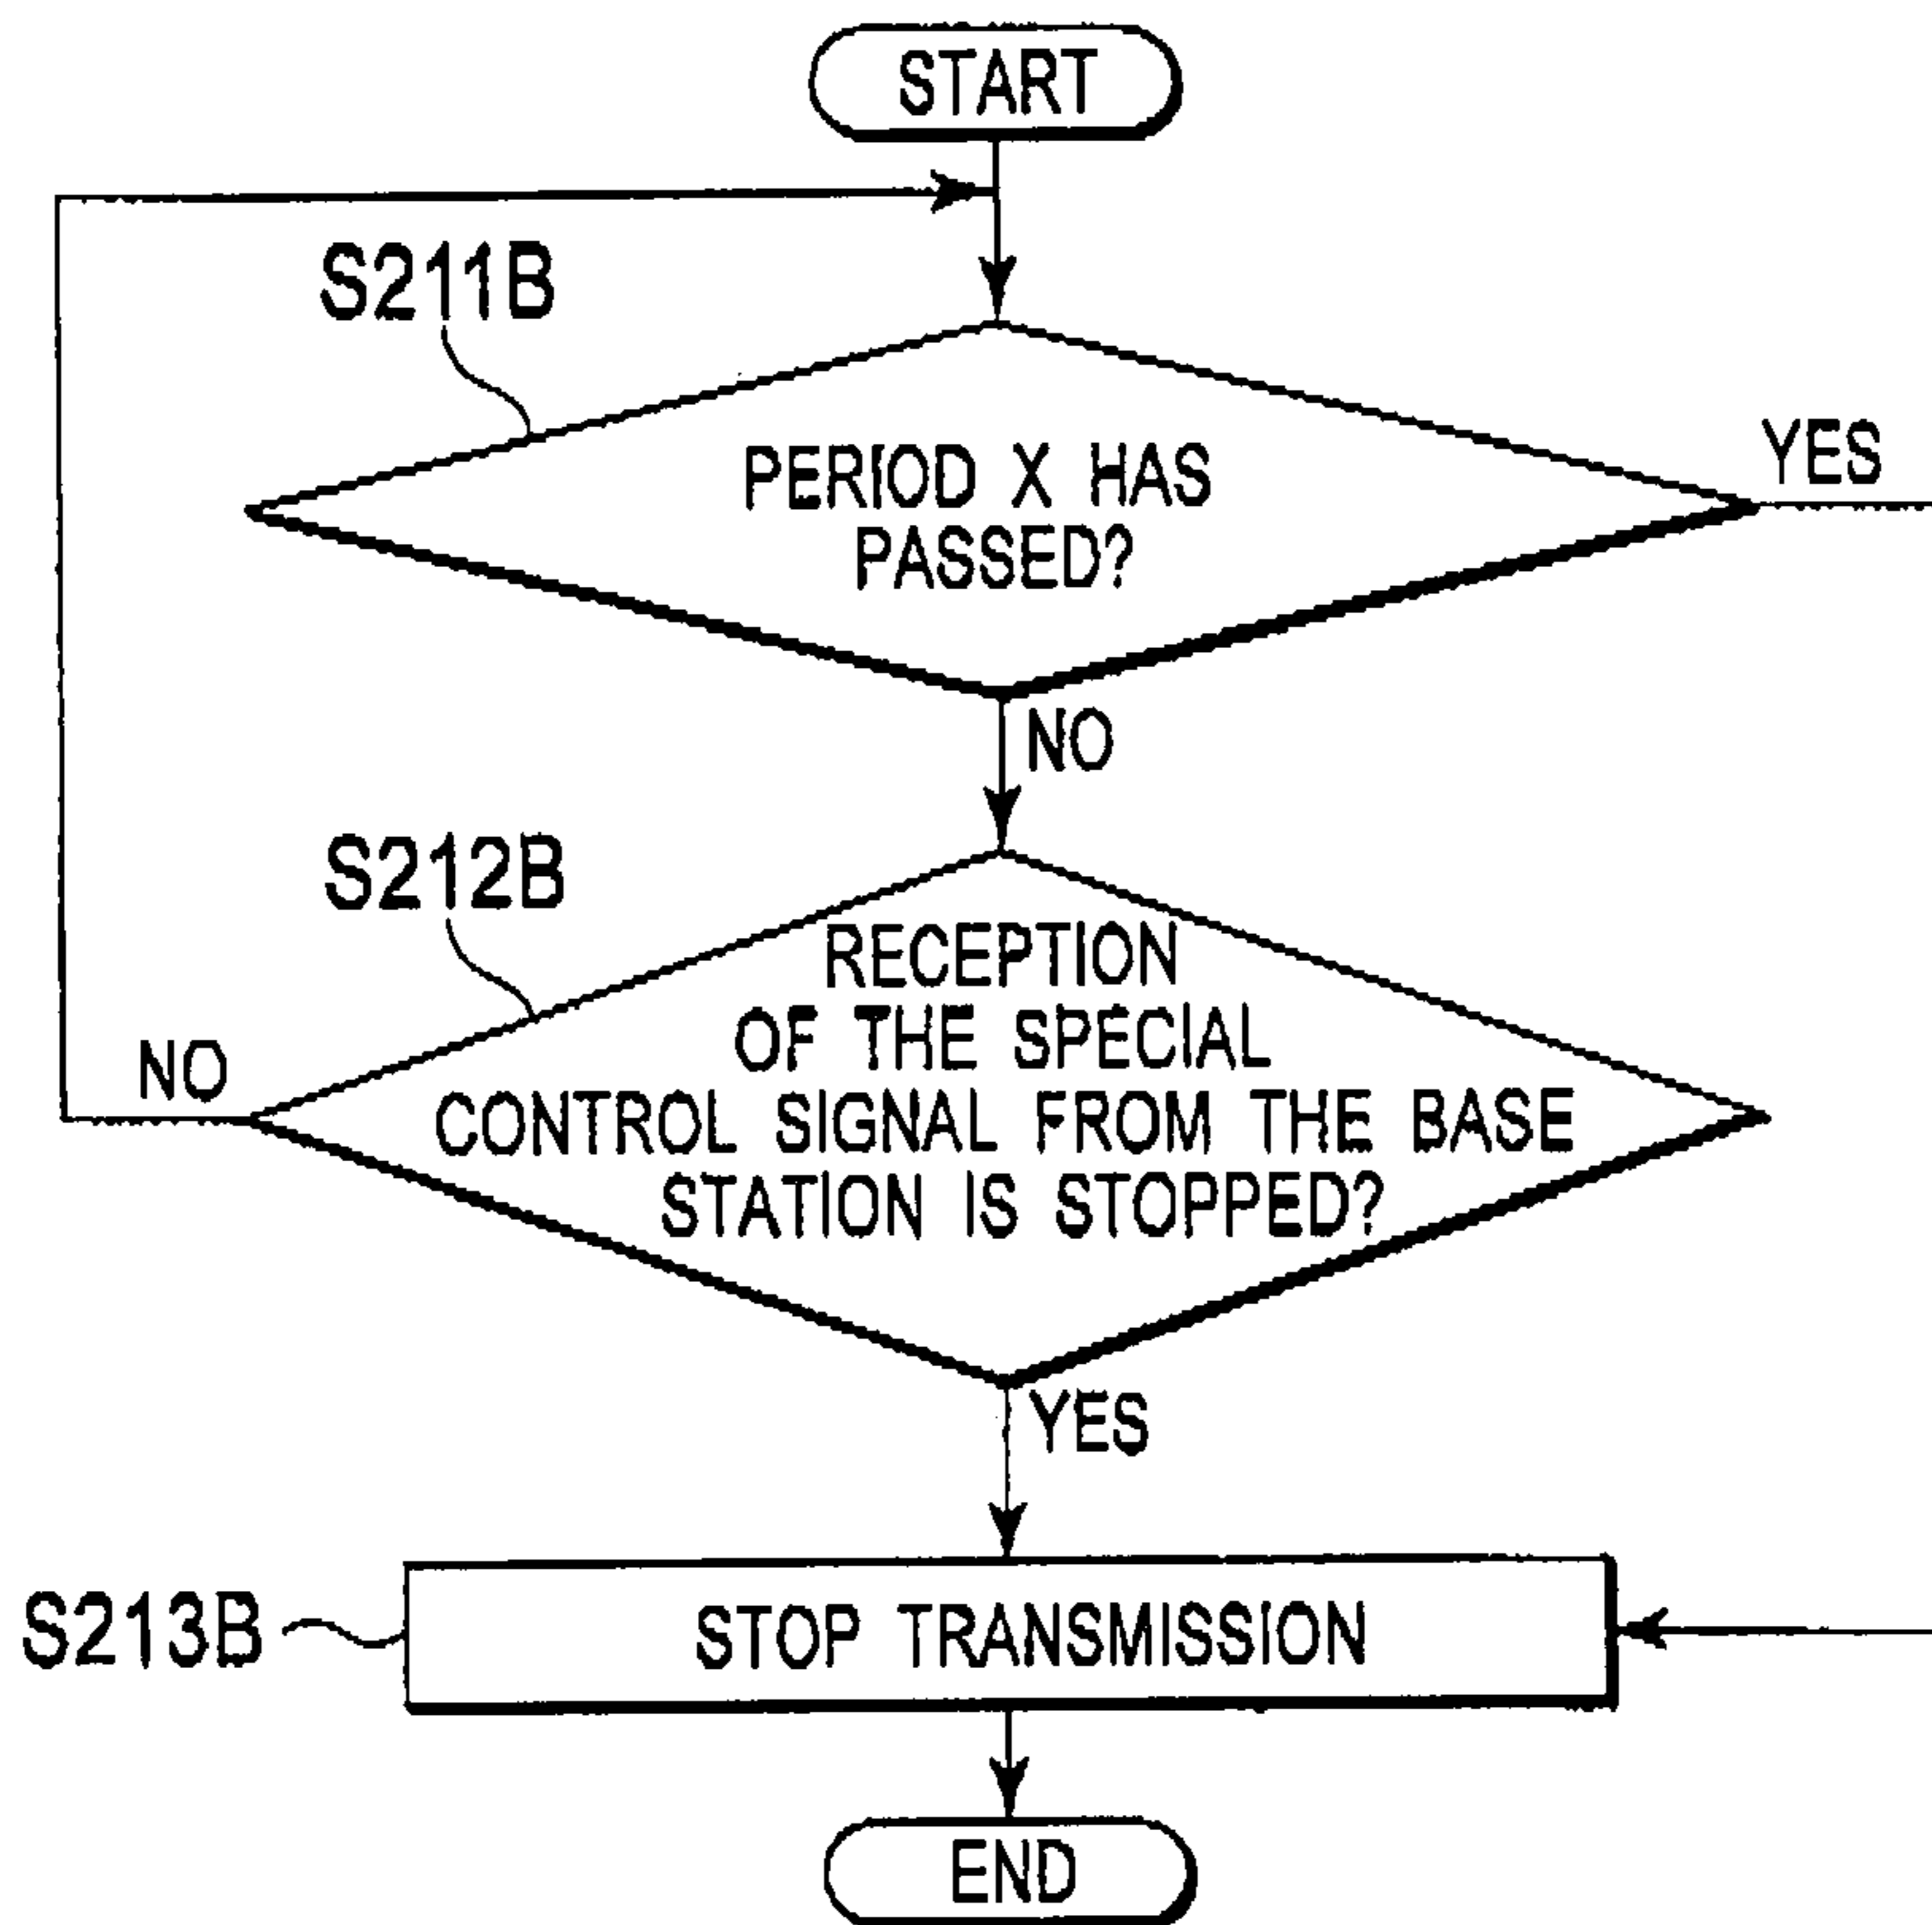 START
S211B
PERIOD X HAS
PASSED?
YES
NO
S212B
RECEPTION
OF THE SPECIAL
CONTROL SIGNAL FROM THE BASE
STATION IS STOPPED?
NO
YES
S213B
STOP TRANSMISSION
END